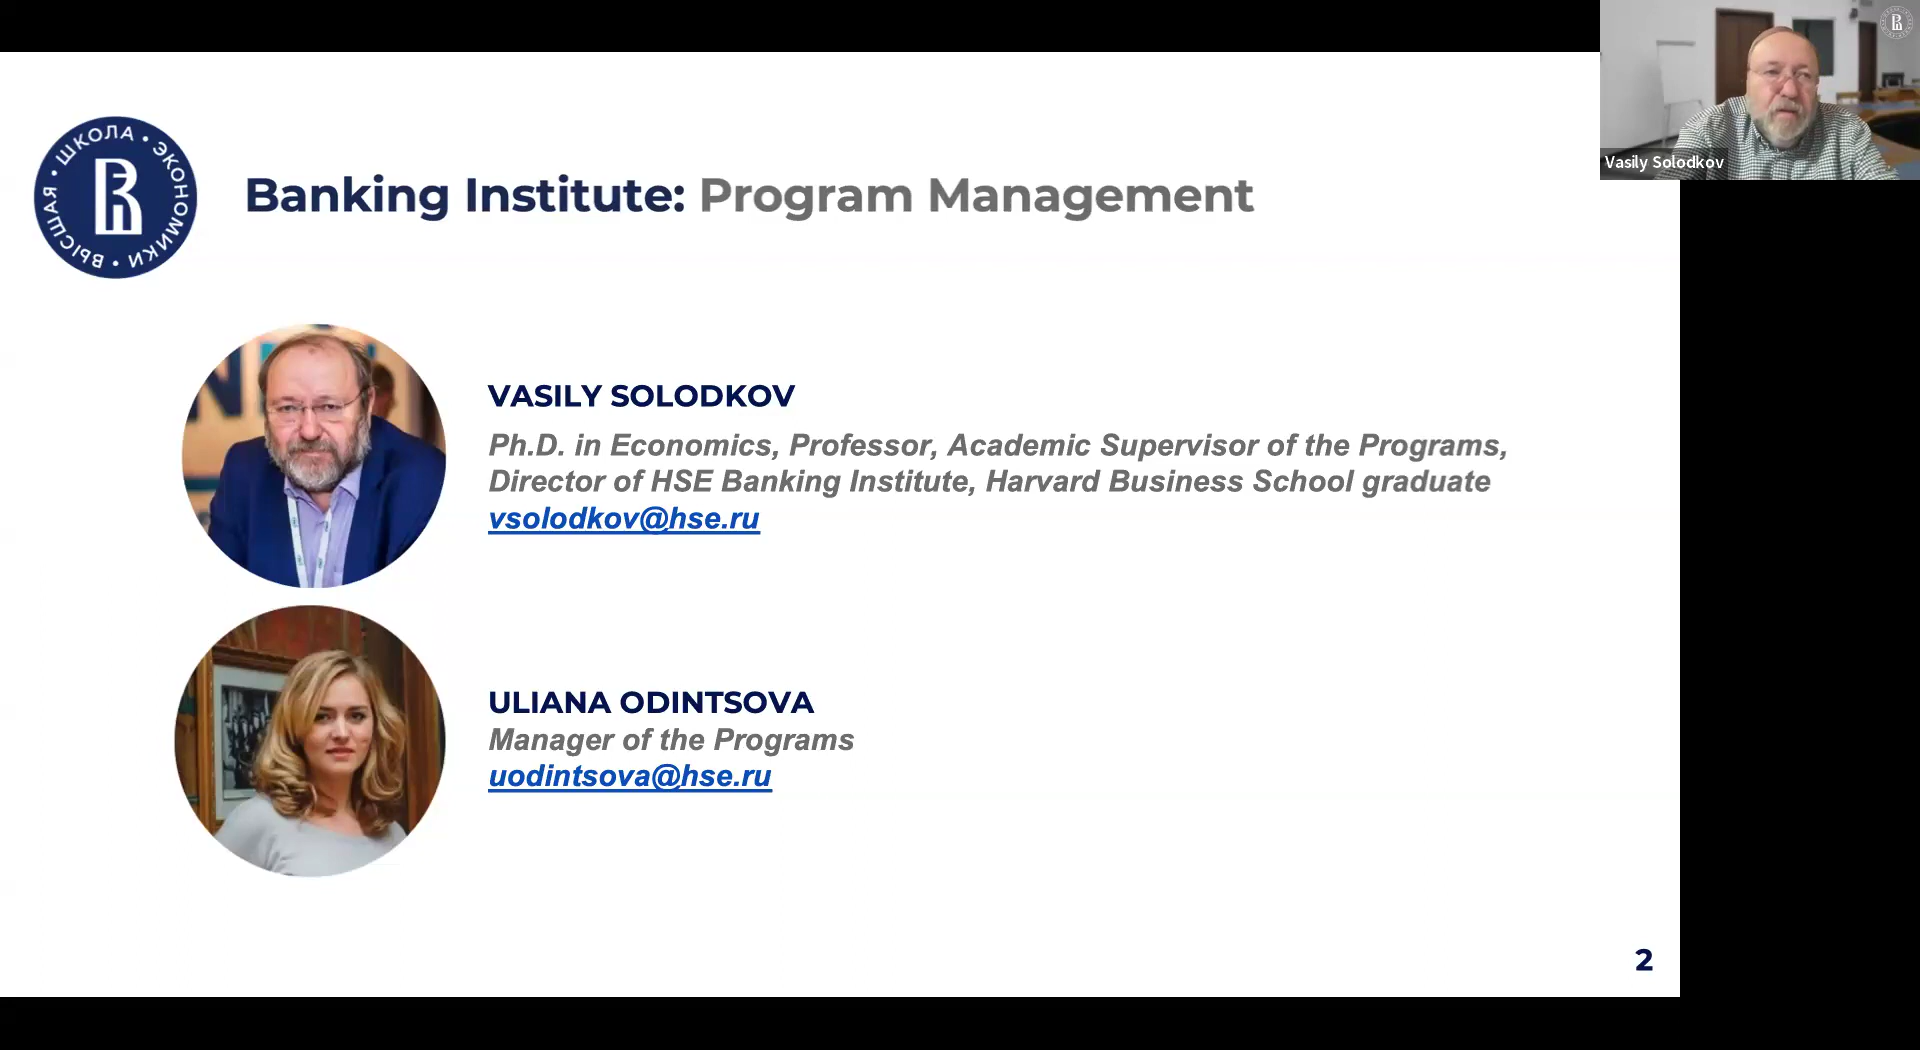 Vasily Solodkov
ВЫСШАЯ • ШКОЛА • ЭКОНОМИКИ •
Banking Institute: Program Management
VASILY SOLODKOV
Ph.D. in Economics, Professor, Academic Supervisor of the Programs,
Director of HSE Banking Institute, Harvard Business School graduate
vsolodkov@hse.ru
ULIANA ODINTSOVA
Manager of the Programs
uodintsova@hse.ru
2